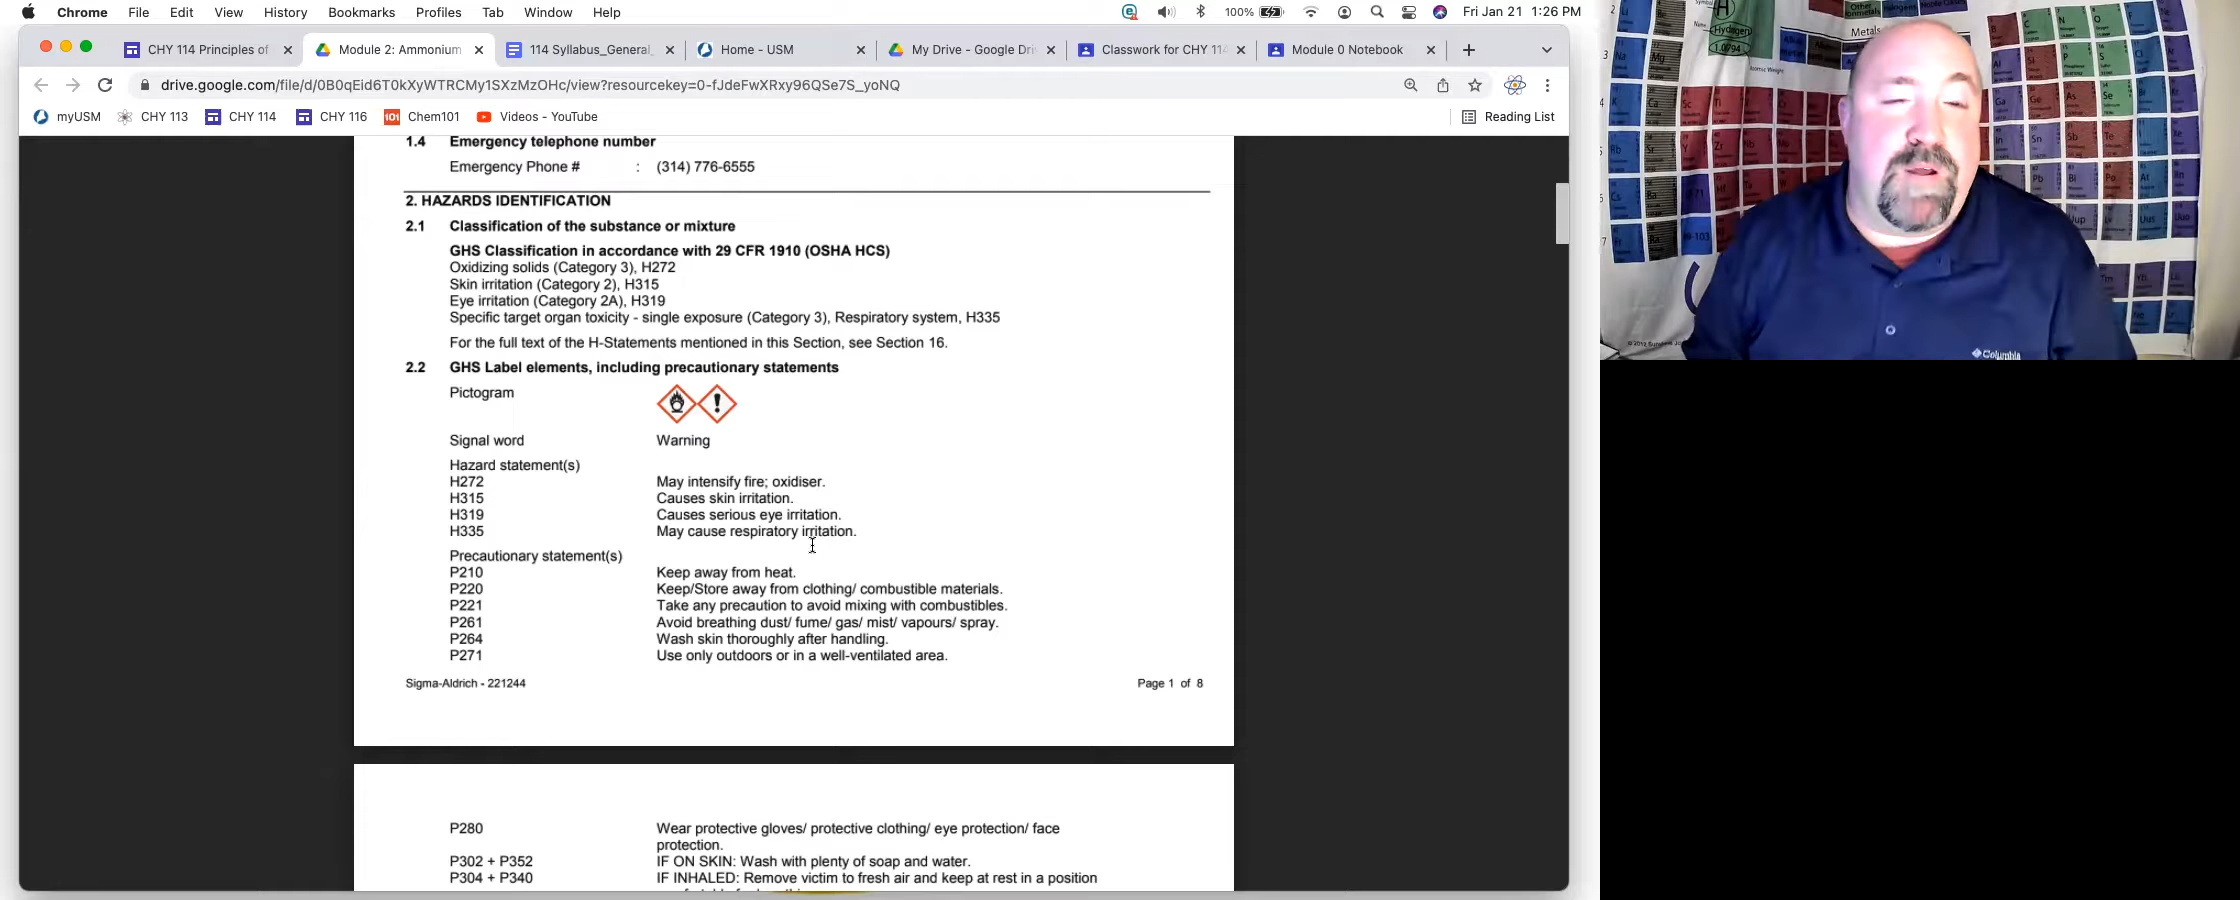 Chrome File Edit View History Bookmarks Profiles Tab Window Help 100% Fri Jan 21 1:26 PM
CHY 114 Principles of Module 2: Ammonium 114 Syllabus_General_ Home - USM My Drive - Google Dri Classwork for CHY 114 Module 0 Notebook
drive.google.com/file/d/0B0qEid6T0kXyWTRCMy1SXzMzOHc/view?resourcekey=0-fJdeFwXRxy96QSe7S_yoNQ
myUSM CHY 113 CHY 114 CHY 116 101 Chem101 Videos - YouTube Reading List
1.4 Emergency telephone number
Emergency Phone # : (314) 776-6555
2. HAZARDS IDENTIFICATION
2.1 Classification of the substance or mixture
GHS Classification in accordance with 29 CFR 1910 (OSHA HCS)
Oxidizing solids (Category 3), H272
Skin irritation (Category 2), H315
Eye irritation (Category 2A), H319
Specific target organ toxicity - single exposure (Category 3), Respiratory system, H335
For the full text of the H-Statements mentioned in this Section, see Section 16.
2.2 GHS Label elements, including precautionary statements
Pictogram
Signal word Warning
Hazard statement(s)
H272 May intensify fire; oxidiser.
H315 Causes skin irritation.
H319 Causes serious eye irritation.
H335 May cause respiratory irritation.
Precautionary statement(s)
P210 Keep away from heat.
P220 Keep/Store away from clothing/ combustible materials.
P221 Take any precaution to avoid mixing with combustibles.
P261 Avoid breathing dust/ fume/ gas/ mist/ vapours/ spray.
P264 Wash skin thoroughly after handling.
P271 Use only outdoors or in a well-ventilated area.
Sigma-Aldrich - 221244 Page 1 of 8
P280 Wear protective gloves/ protective clothing/ eye protection/ face
protection.
P302 + P352 IF ON SKIN: Wash with plenty of soap and water.
P304 + P340 IF INHALED: Remove victim to fresh air and keep at rest in a position
H
Hydrogen
1.0794
Metals
Atomic Weight
Columbia